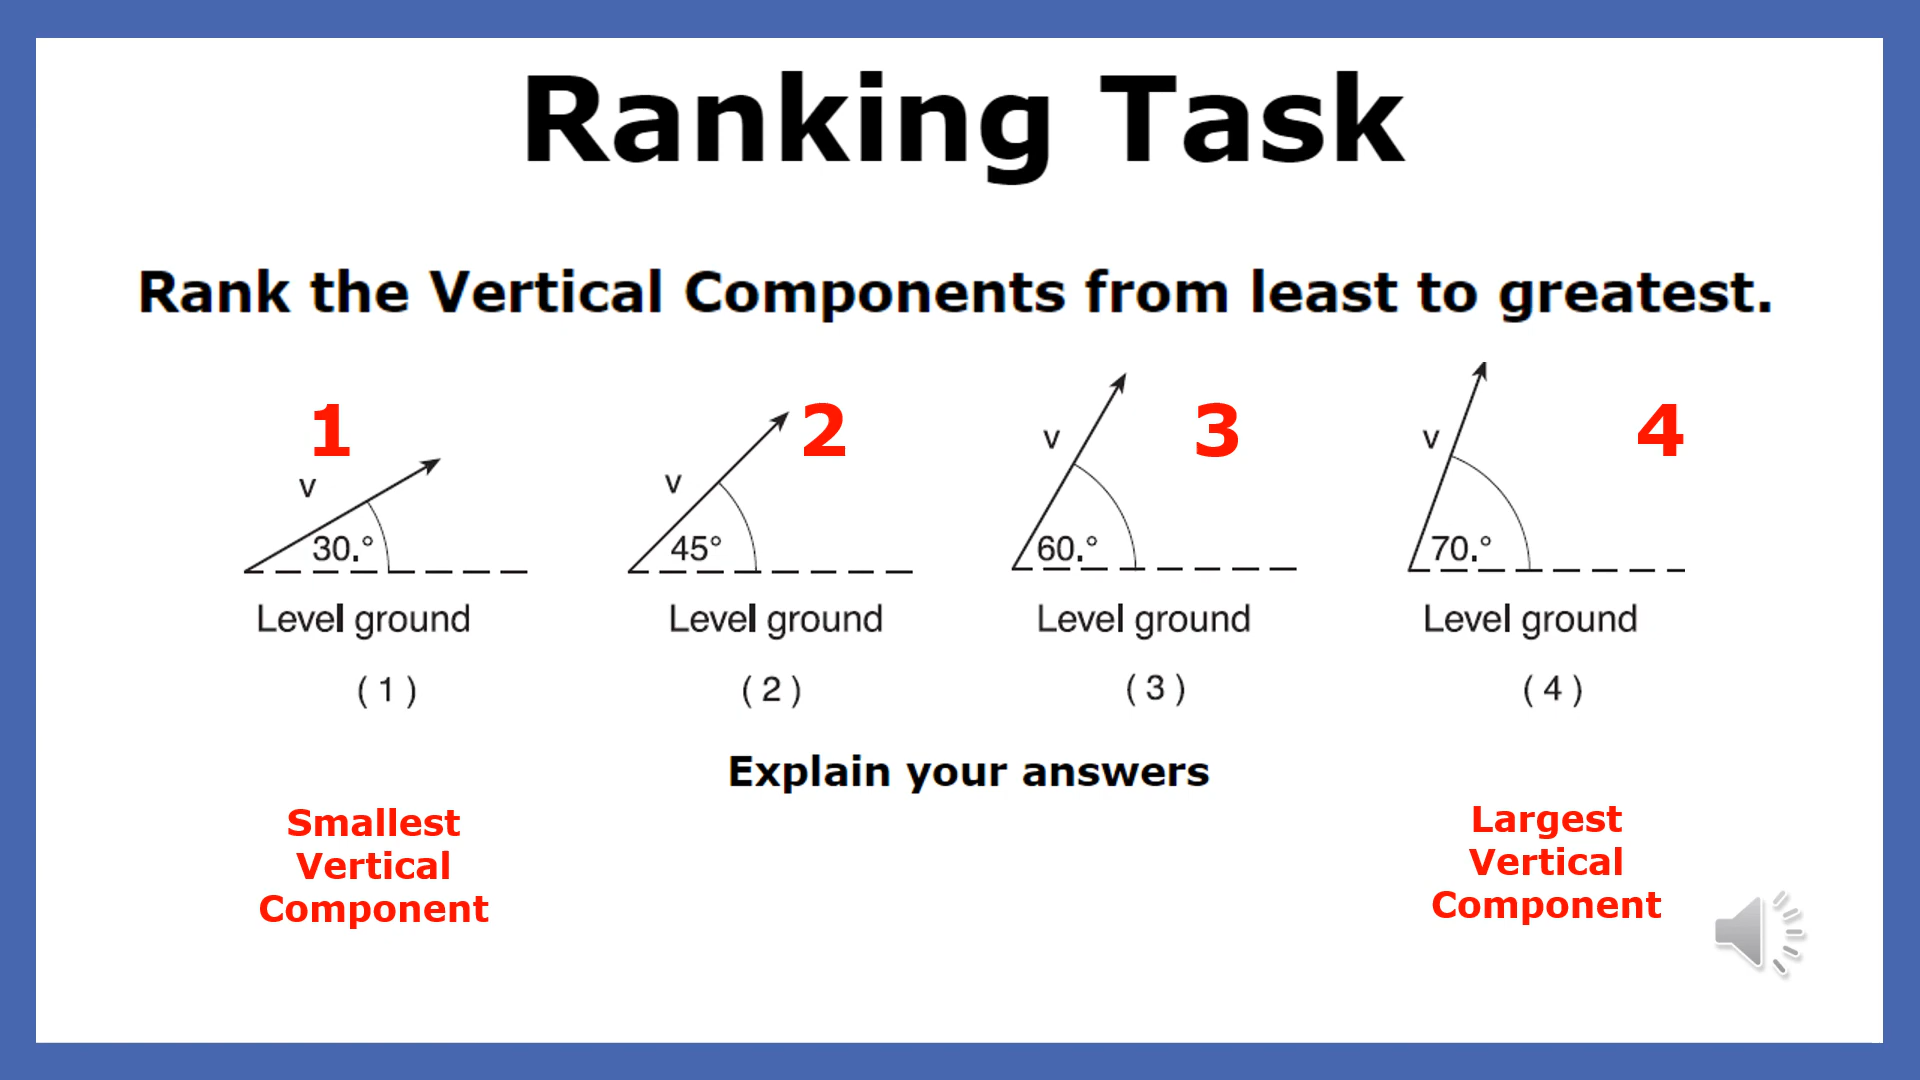 Ranking Task
Rank the Vertical Components from least to greatest.
1 2 3 4
v v v v
30.° 45° 60.° 70.°
Level ground Level ground Level ground Level ground
(1) (2) (3) (4)
Explain your answers
Smallest
Vertical
Component
Largest
Vertical
Component